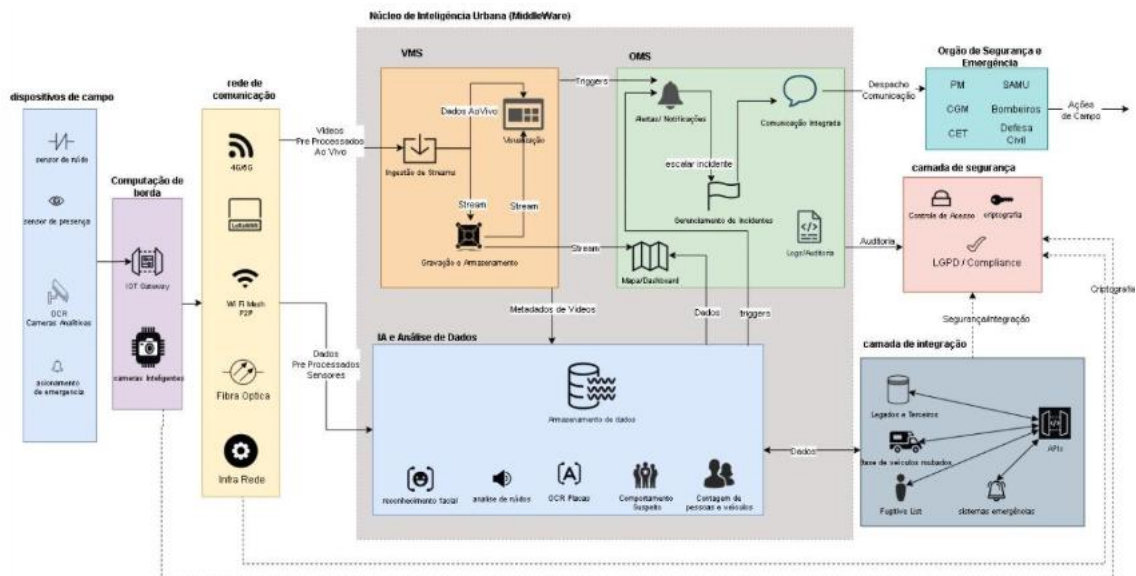 Núcleo de Inteligência Urbana (MiddleWare)
dispositivos de campo
sensor de ruído
sensor de presença
OCR
Cameras Analíticas
asionamento
de emergencia
Computação de
borda
IOT Gateway
cameras Inteligentes
rede de
comunicação
4G/5G
LoRaWAN
Wi Fi Mesh
P2P
Fibra Optica
Infra Rede
Vídeos
Pre Processados
Ao Vivo
Dados
Pre Processados
Sensores
VMS
Dados AoVivo
Visualização
Ingestão de Streams
Stream
Stream
Gravação e Armazenamento
Triggers
Stream
Metadados de Vídeos
OMS
Alertas/ Notificações
Comunicação Integrada
escalar incidente
Gerenciamento de Incidentes
Logs/Auditoria
Mapa/Dashboard
Dados
triggers
IA e Análise de Dados
Armazenamento de dados
reconhecimento facial
analise de ruídos
OCR Placas
Comportamento
Suspeito
Contagem de
pessoas e veículos
Despacho
Comunicação
Orgão de Segurança e
Emergência
PM
SAMU
CGM
Bombeiros
CET
Defesa
Civil
Ações
de Campo
camada de segurança
Controle de Acesso
criptografia
LGPD / Compliance
Auditoria
Criptografia
Segurança/Integração
camada de integração
Legados e Terceiros
Base de veículos roubados
Fugitive List
sistemas emergências
APIs
Dados